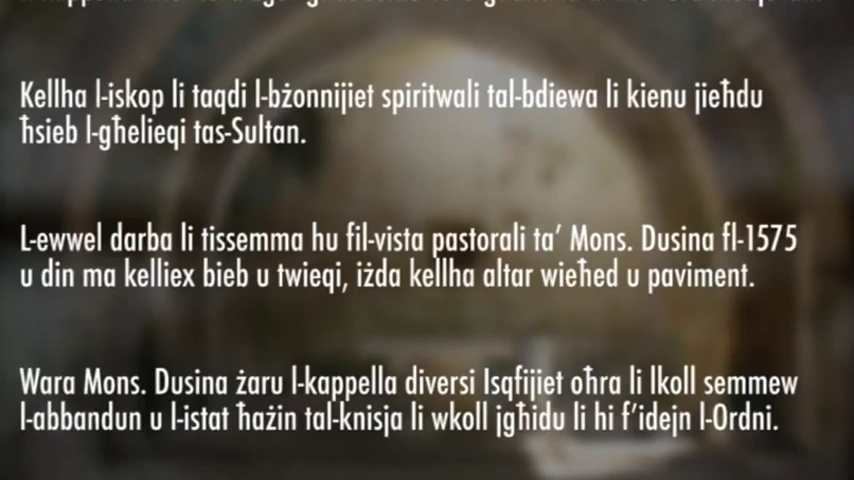 Kellha l-iskop li taqdi l-bżonnijiet spiritwali tal-bdiewa li kienu jieħdu
ħsieb l-għelieqi tas-Sultan.
L-ewwel darba li tissemma hu fil-vista pastorali ta’ Mons. Dusina fl-1575
u din ma kelliex bieb u twieqi, iżda kellha altar wieħed u paviment.
Wara Mons. Dusina żaru l-kappella diversi Isqfijiet oħra li lkoll semmew
l-abbandun u l-istat ħażin tal-knisja li wkoll jgħidu li hi f’idejn l-Ordni.